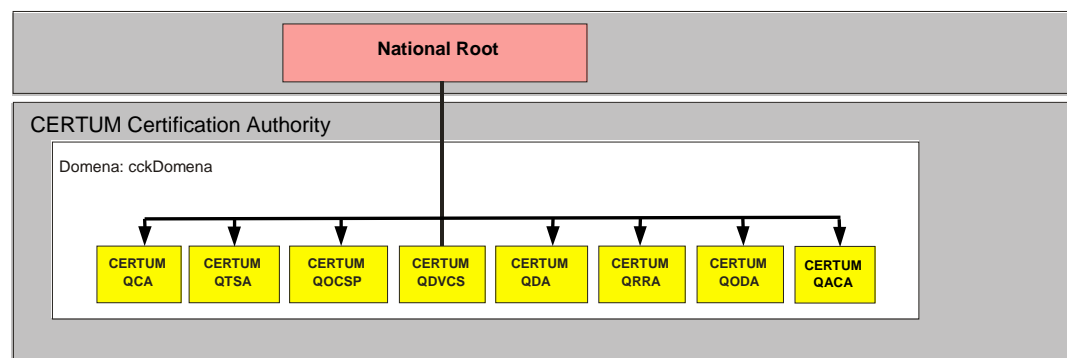 National Root
CERTUM Certification Authority
Domena: cckDomena
CERTUM
QCA
CERTUM
QTSA
CERTUM
QOCSP
CERTUM
QDVCS
CERTUM
QDA
CERTUM
QRRA
CERTUM
QODA
CERTUM
QACA